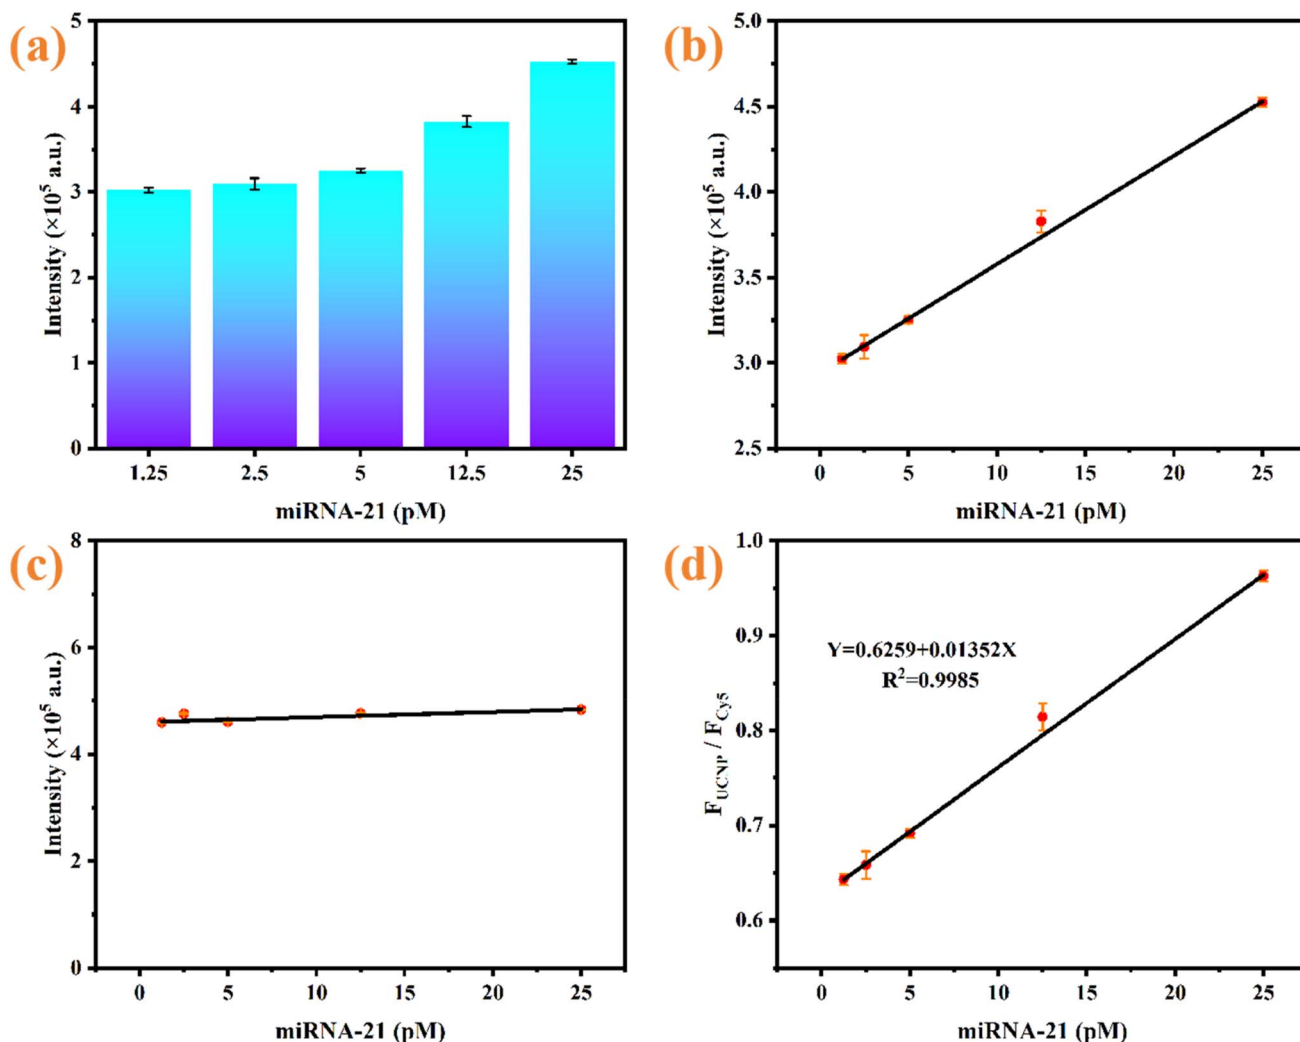 (a)
Intensity (×10⁵ a.u.)
5
4
3
2
1
0
1.25 2.5 5 12.5 25
miRNA-21 (pM)
(b)
Intensity (×10⁵ a.u.)
5.0
4.5
4.0
3.5
3.0
2.5
0 5 10 15 20 25
miRNA-21 (pM)
(c)
Intensity (×10⁵ a.u.)
8
6
4
2
0
0 5 10 15 20 25
miRNA-21 (pM)
(d)
F_UCNP / F_Cy5
1.0
0.9
0.8
0.7
0.6
Y=0.6259+0.01352X
R²=0.9985
0 5 10 15 20 25
miRNA-21 (pM)